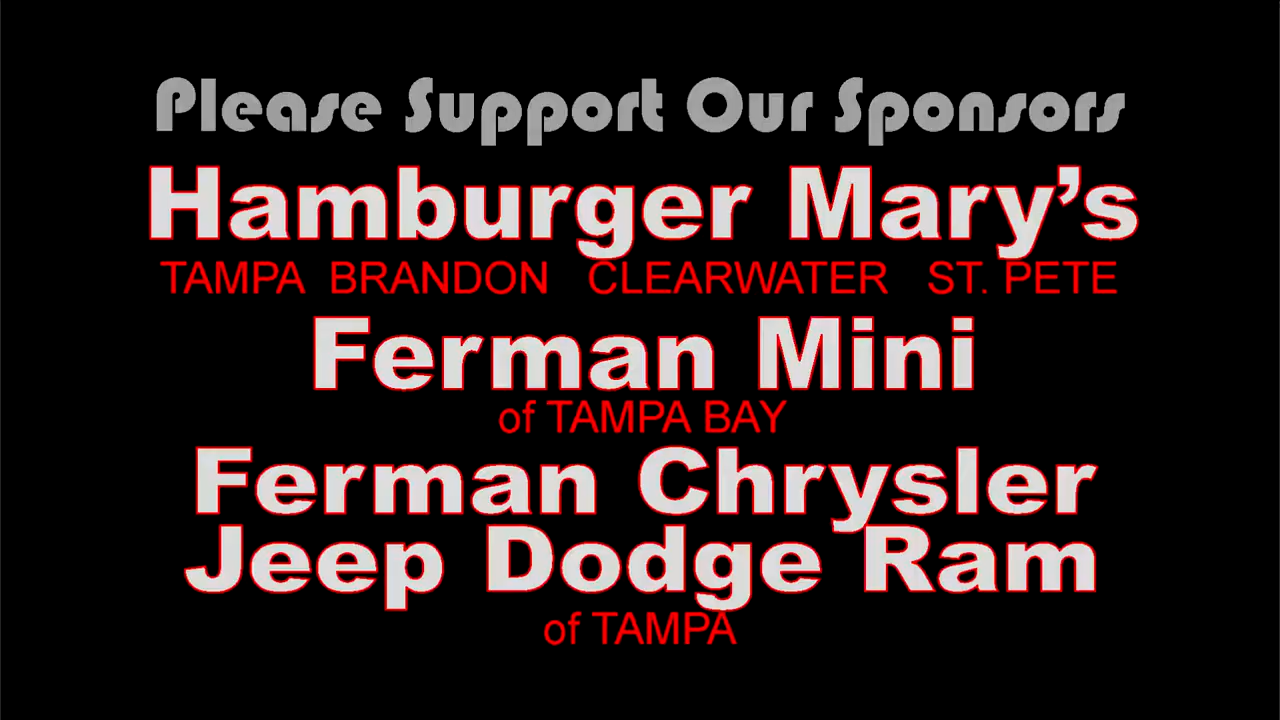 Please Support Our Sponsors
Hamburger Mary’s
TAMPA BRANDON CLEARWATER ST. PETE
Ferman Mini
of TAMPA BAY
Ferman Chrysler
Jeep Dodge Ram
of TAMPA